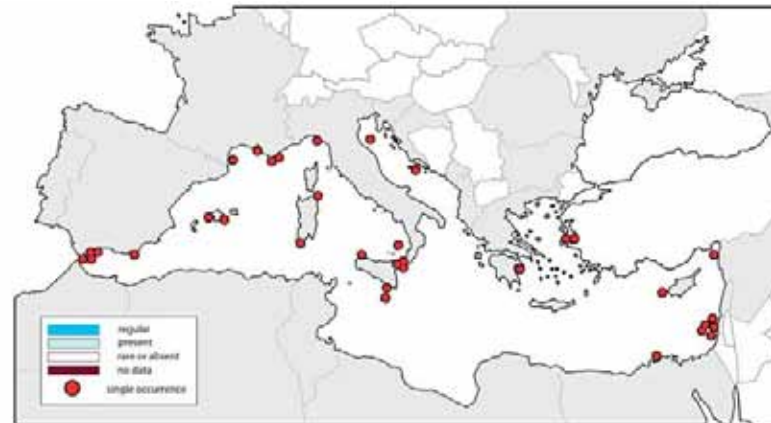 regular
present
rare or absent
no data
single occurrence